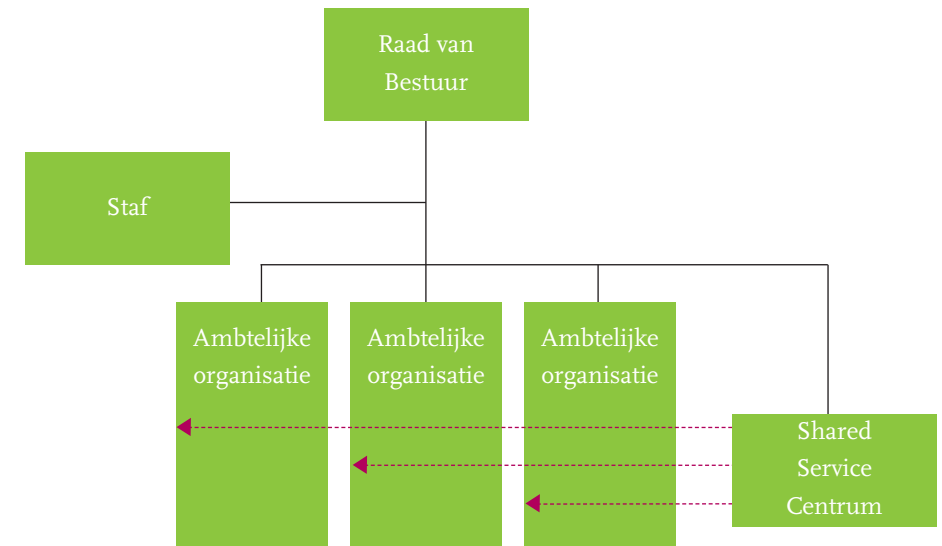 Raad van
Bestuur
Staf
Ambtelijke
organisatie
Ambtelijke
organisatie
Ambtelijke
organisatie
Shared
Service
Centrum